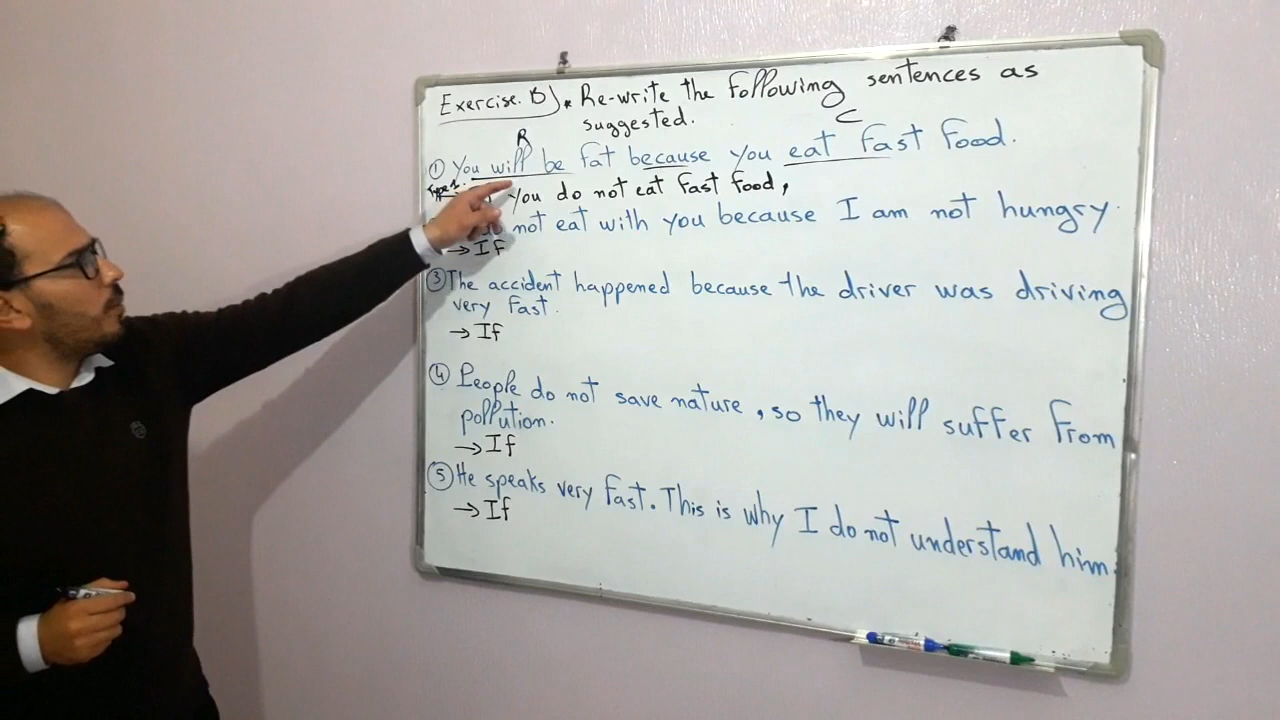 Exercise.B) * Re-write the following sentences as
suggested.
R C
① You will be fat because you eat fast food.
Type 1. you do not eat fast food,
not eat with you because I am not hungry.
→ If
③ The accident happened because the driver was driving
very fast.
→ If
④ People do not save nature, so they will suffer from
pollution.
→ If
⑤ He speaks very fast. This is why I do not understand him.
→ If